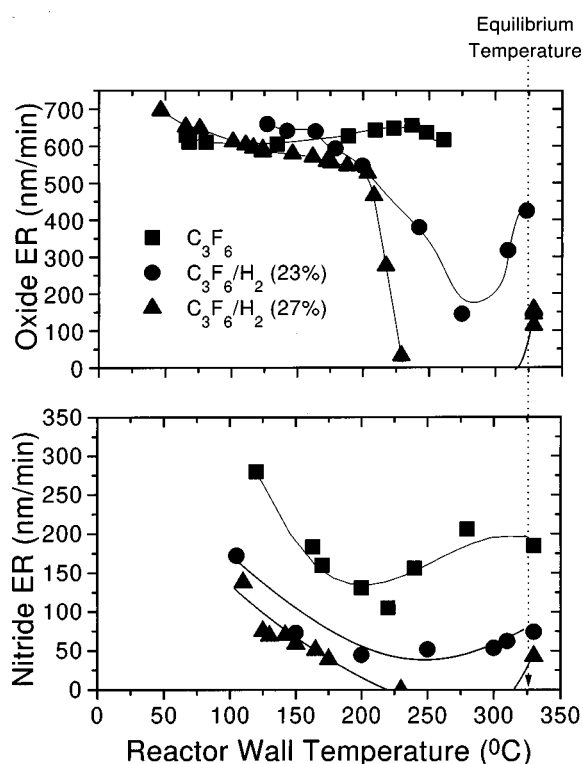 Equilibrium
Temperature
Oxide ER (nm/min)
700
600
500
400
300
200
100
0
C3F6
C3F6/H2 (23%)
C3F6/H2 (27%)
Nitride ER (nm/min)
350
300
250
200
150
100
50
0
0 50 100 150 200 250 300 350
Reactor Wall Temperature (⁰C)